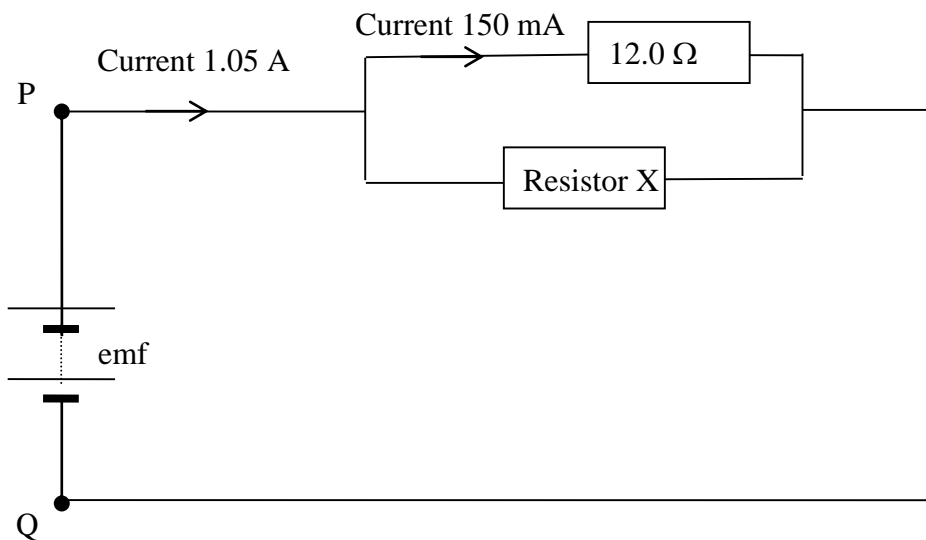 Current 150 mA
12.0 Ω
Current 1.05 A
P
Resistor X
emf
Q